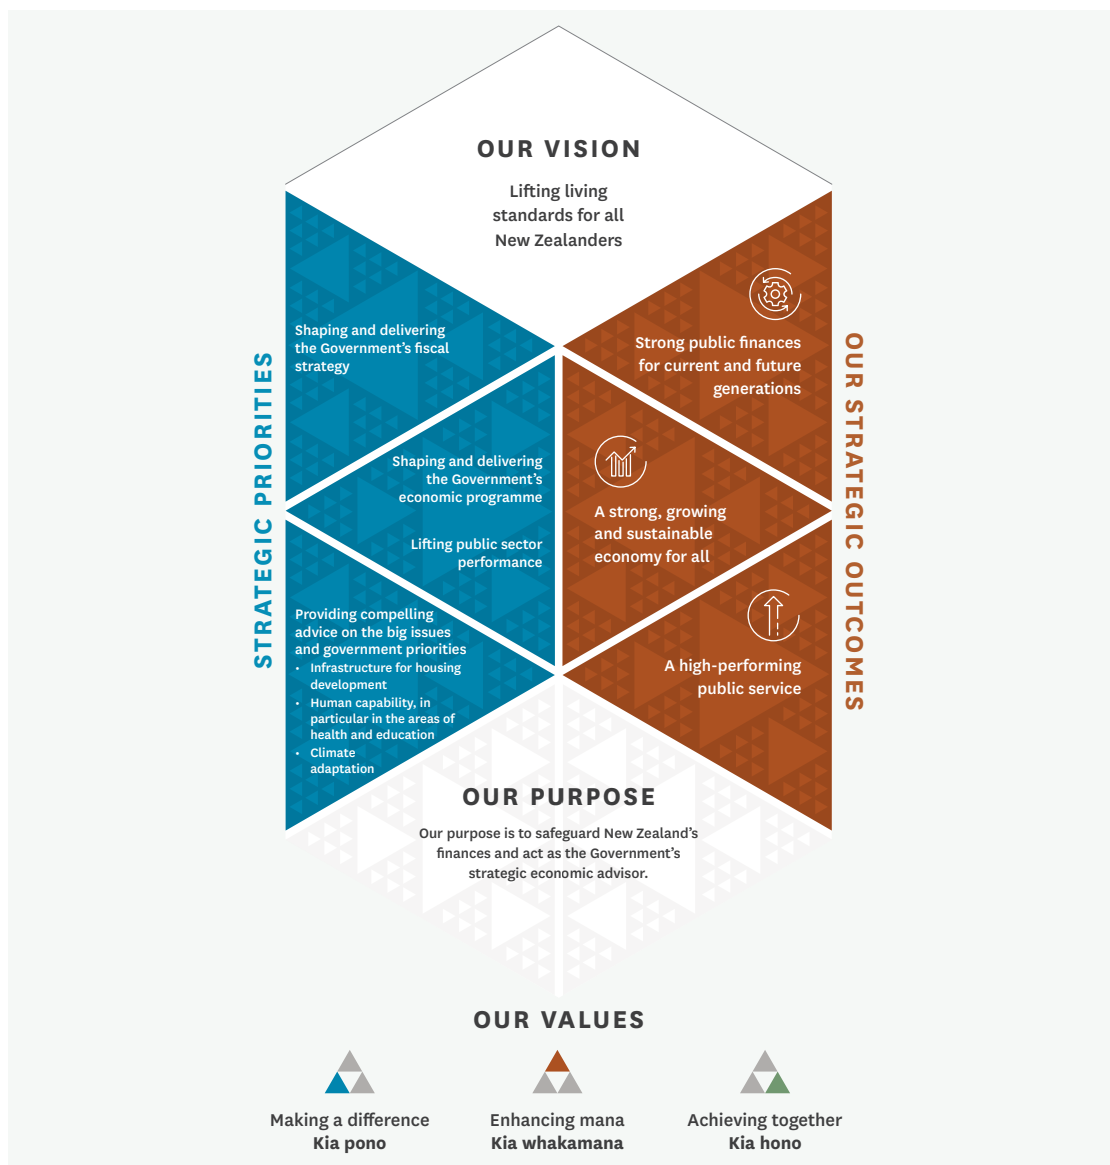 OUR VISION
Lifting living
standards for all
New Zealanders
STRATEGIC PRIORITIES
Shaping and delivering
the Government’s fiscal
strategy
Shaping and delivering
the Government’s
economic programme
Lifting public sector
performance
Providing compelling
advice on the big issues
and government priorities
• Infrastructure for housing
development
• Human capability, in
particular in the areas of
health and education
• Climate
adaptation
OUR STRATEGIC OUTCOMES
Strong public finances
for current and future
generations
A strong, growing
and sustainable
economy for all
A high-performing
public service
OUR PURPOSE
Our purpose is to safeguard New Zealand’s
finances and act as the Government’s
strategic economic advisor.
OUR VALUES
Making a difference
Kia pono
Enhancing mana
Kia whakamana
Achieving together
Kia hono